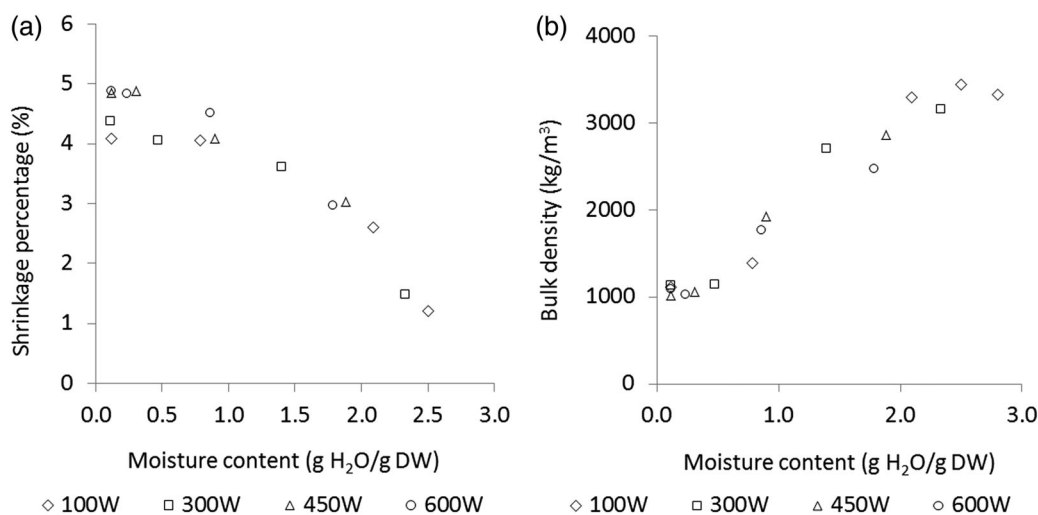 (a)
Shrinkage percentage (%)
6
5
4
3
2
1
0
0.0 0.5 1.0 1.5 2.0 2.5 3.0
Moisture content (g H₂O/g DW)
100W 300W 450W 600W
(b)
Bulk density (kg/m³)
4000
3000
2000
1000
0
0.0 1.0 2.0 3.0
Moisture content (g H₂O/g DW)
100W 300W 450W 600W